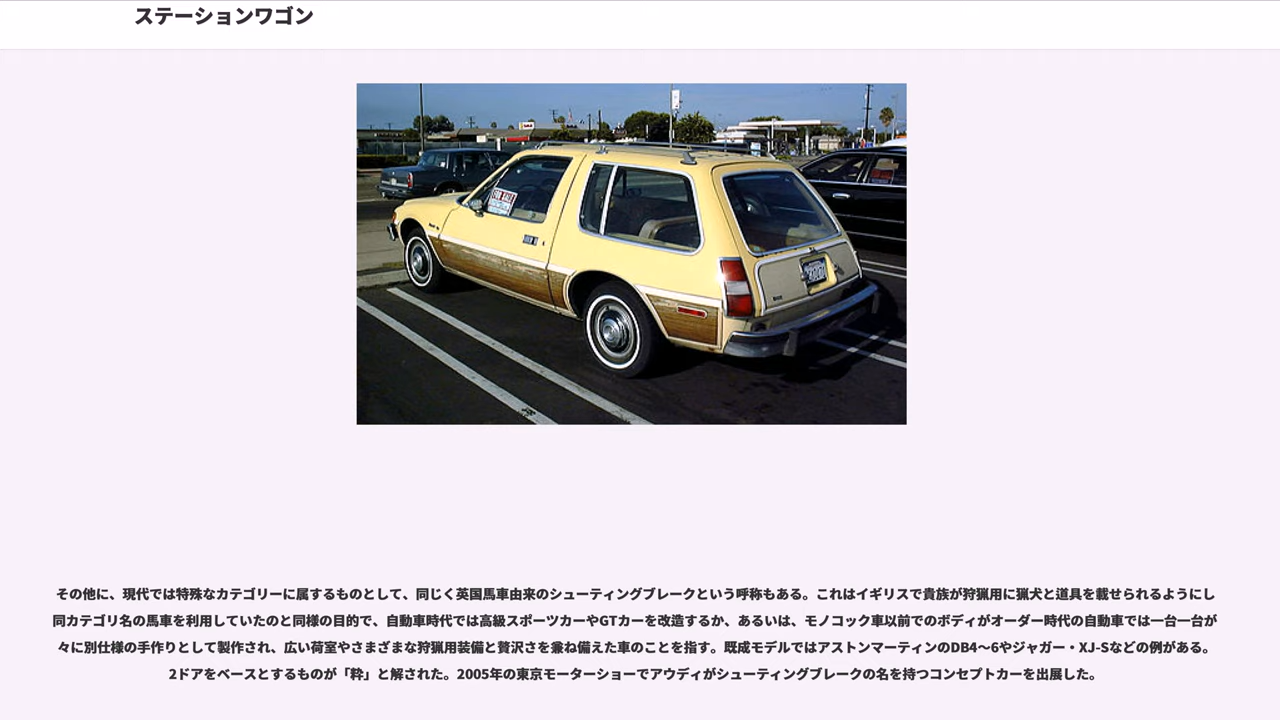 ステーションワゴン
FOR SALE
その他に、現代では特殊なカテゴリーに属するものとして、同じく英国馬車由来のシューティングブレークという呼称もある。これはイギリスで貴族が狩猟用に猟犬と道具を載せられるようにし
同カテゴリ名の馬車を利用していたのと同様の目的で、自動車時代では高級スポーツカーやGTカーを改造するか、あるいは、モノコック車以前でのボディがオーダー時代の自動車では一台一台が
々に別仕様の手作りとして製作され、広い荷室やさまざまな狩猟用装備と贅沢さを兼ね備えた車のことを指す。既成モデルではアストンマーティンのDB4〜6やジャガー・XJ-Sなどの例がある。
2ドアをベースとするものが「粋」と解された。2005年の東京モーターショーでアウディがシューティングブレークの名を持つコンセプトカーを出展した。